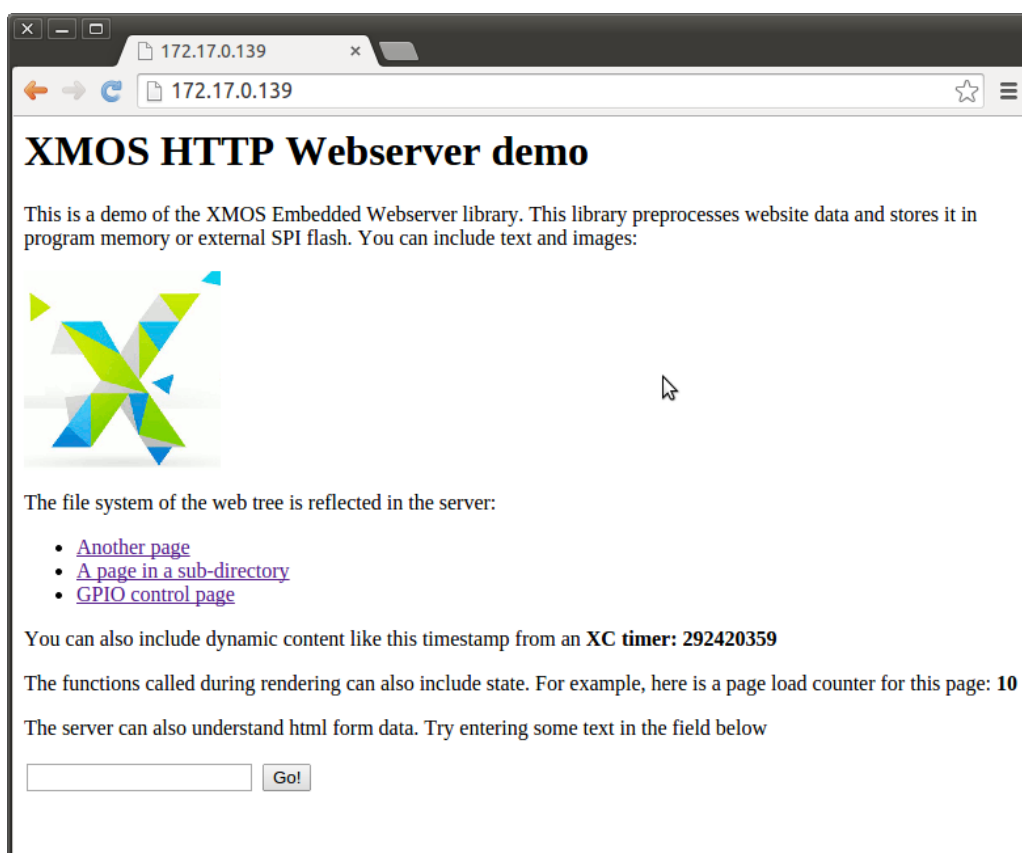 172.17.0.139
172.17.0.139
XMOS HTTP Webserver demo
This is a demo of the XMOS Embedded Webserver library. This library preprocesses website data and stores it in
program memory or external SPI flash. You can include text and images:
The file system of the web tree is reflected in the server:
Another page
A page in a sub-directory
GPIO control page
You can also include dynamic content like this timestamp from an XC timer: 292420359
The functions called during rendering can also include state. For example, here is a page load counter for this page: 10
The server can also understand html form data. Try entering some text in the field below
Go!